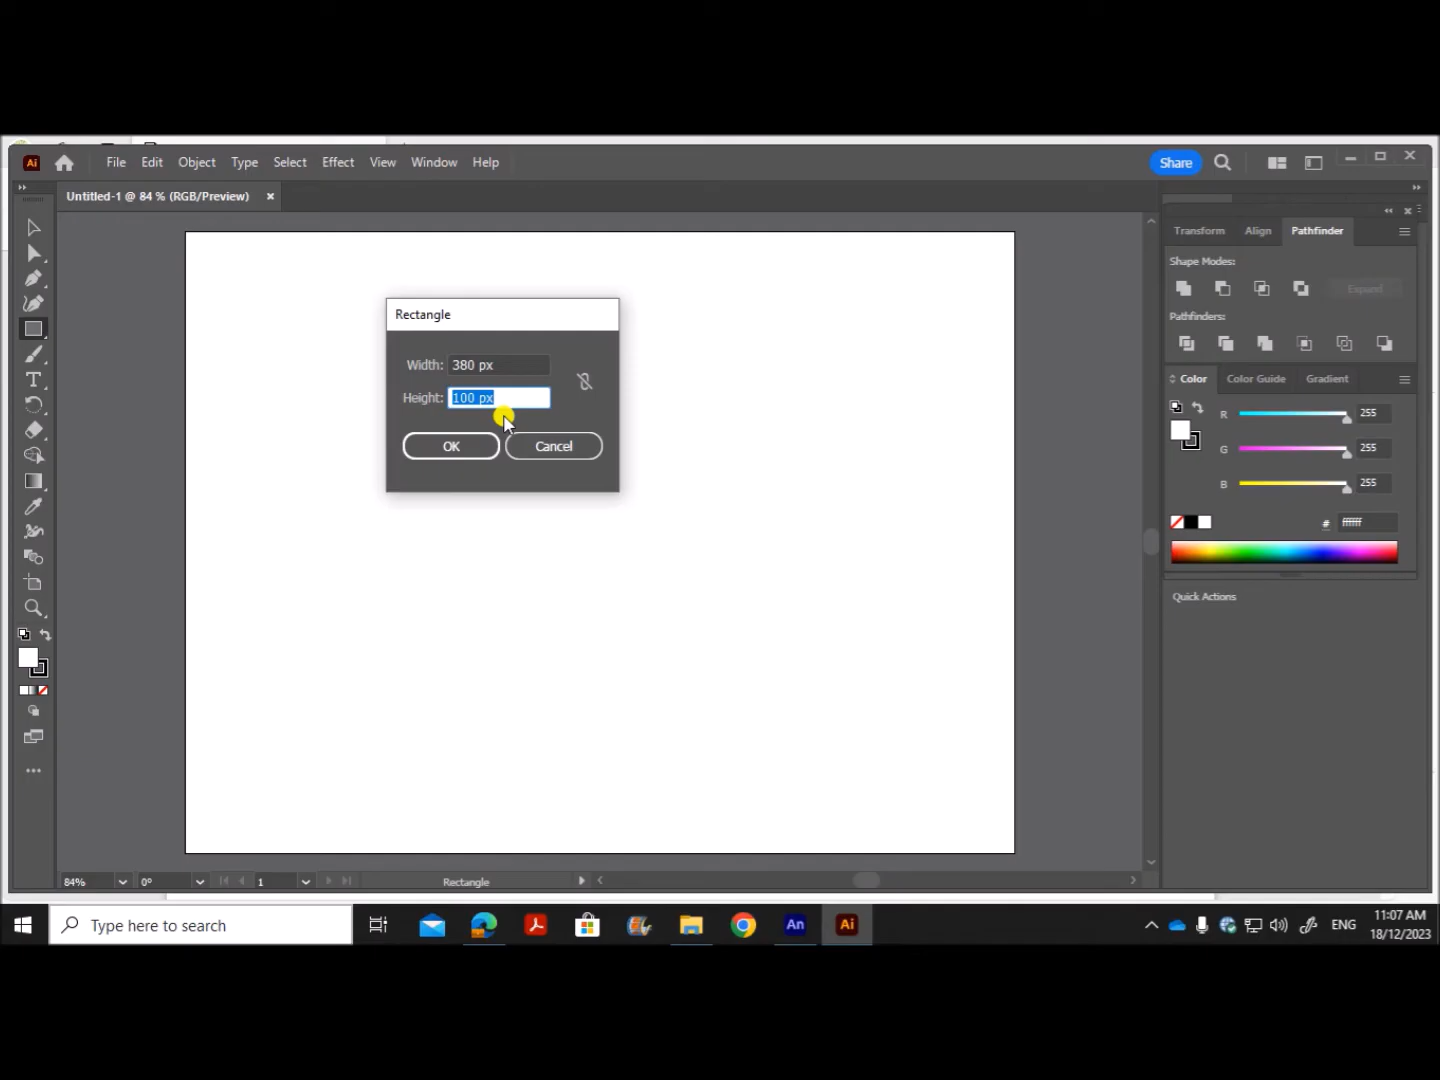 Ai File Edit Object Type Select Effect View Window Help Share
Untitled-1 @ 84 % (RGB/Preview) ×
Transform Align Pathfinder
Shape Modes:
Expand
Pathfinders:
Rectangle
Width: 380 px
Height: 100 px
OK Cancel
Color Color Guide Gradient
R 255
G 255
B 255
# ffffff
Quick Actions
84% 0° 1 Rectangle
Type here to search
An Ai
ENG
11:07 AM
18/12/2023